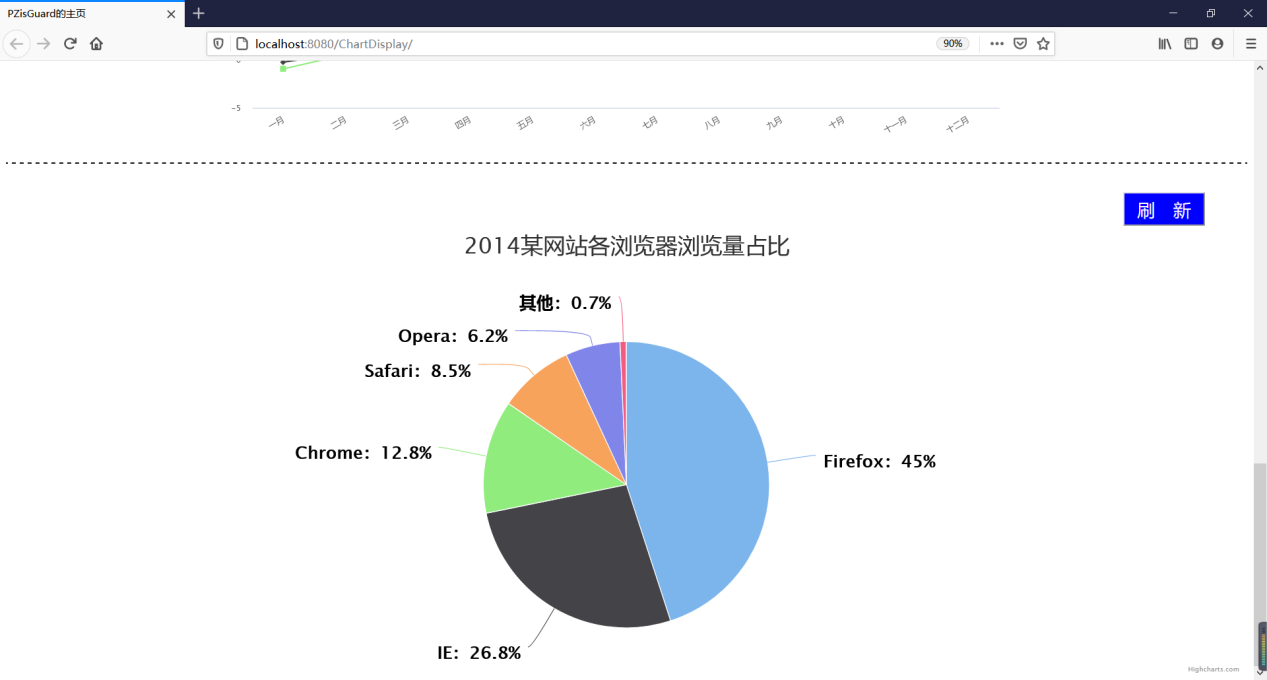 PZisGuard的主页
localhost:8080/ChartDisplay/
90%
0
-5
一月 二月 三月 四月 五月 六月 七月 八月 九月 十月 十一月 十二月
刷 新
2014某网站各浏览器浏览量占比
其他：0.7%
Opera：6.2%
Safari：8.5%
Chrome：12.8%
Firefox：45%
IE：26.8%
Highcharts.com